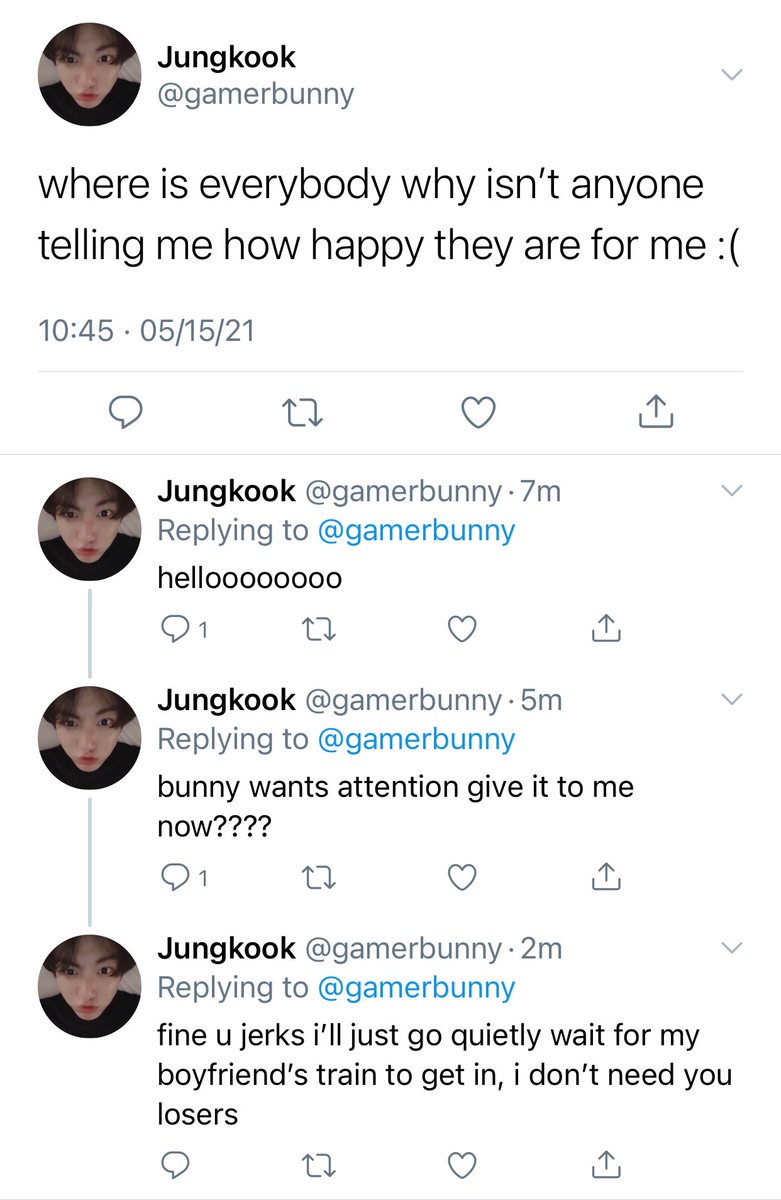 Jungkook
@gamerbunny
where is everybody why isn’t anyone
telling me how happy they are for me :(
10:45 · 05/15/21
Jungkook @gamerbunny · 7m
Replying to @gamerbunny
helloooooooo
1
Jungkook @gamerbunny · 5m
Replying to @gamerbunny
bunny wants attention give it to me
now????
1
Jungkook @gamerbunny · 2m
Replying to @gamerbunny
fine u jerks i’ll just go quietly wait for my
boyfriend’s train to get in, i don’t need you
losers